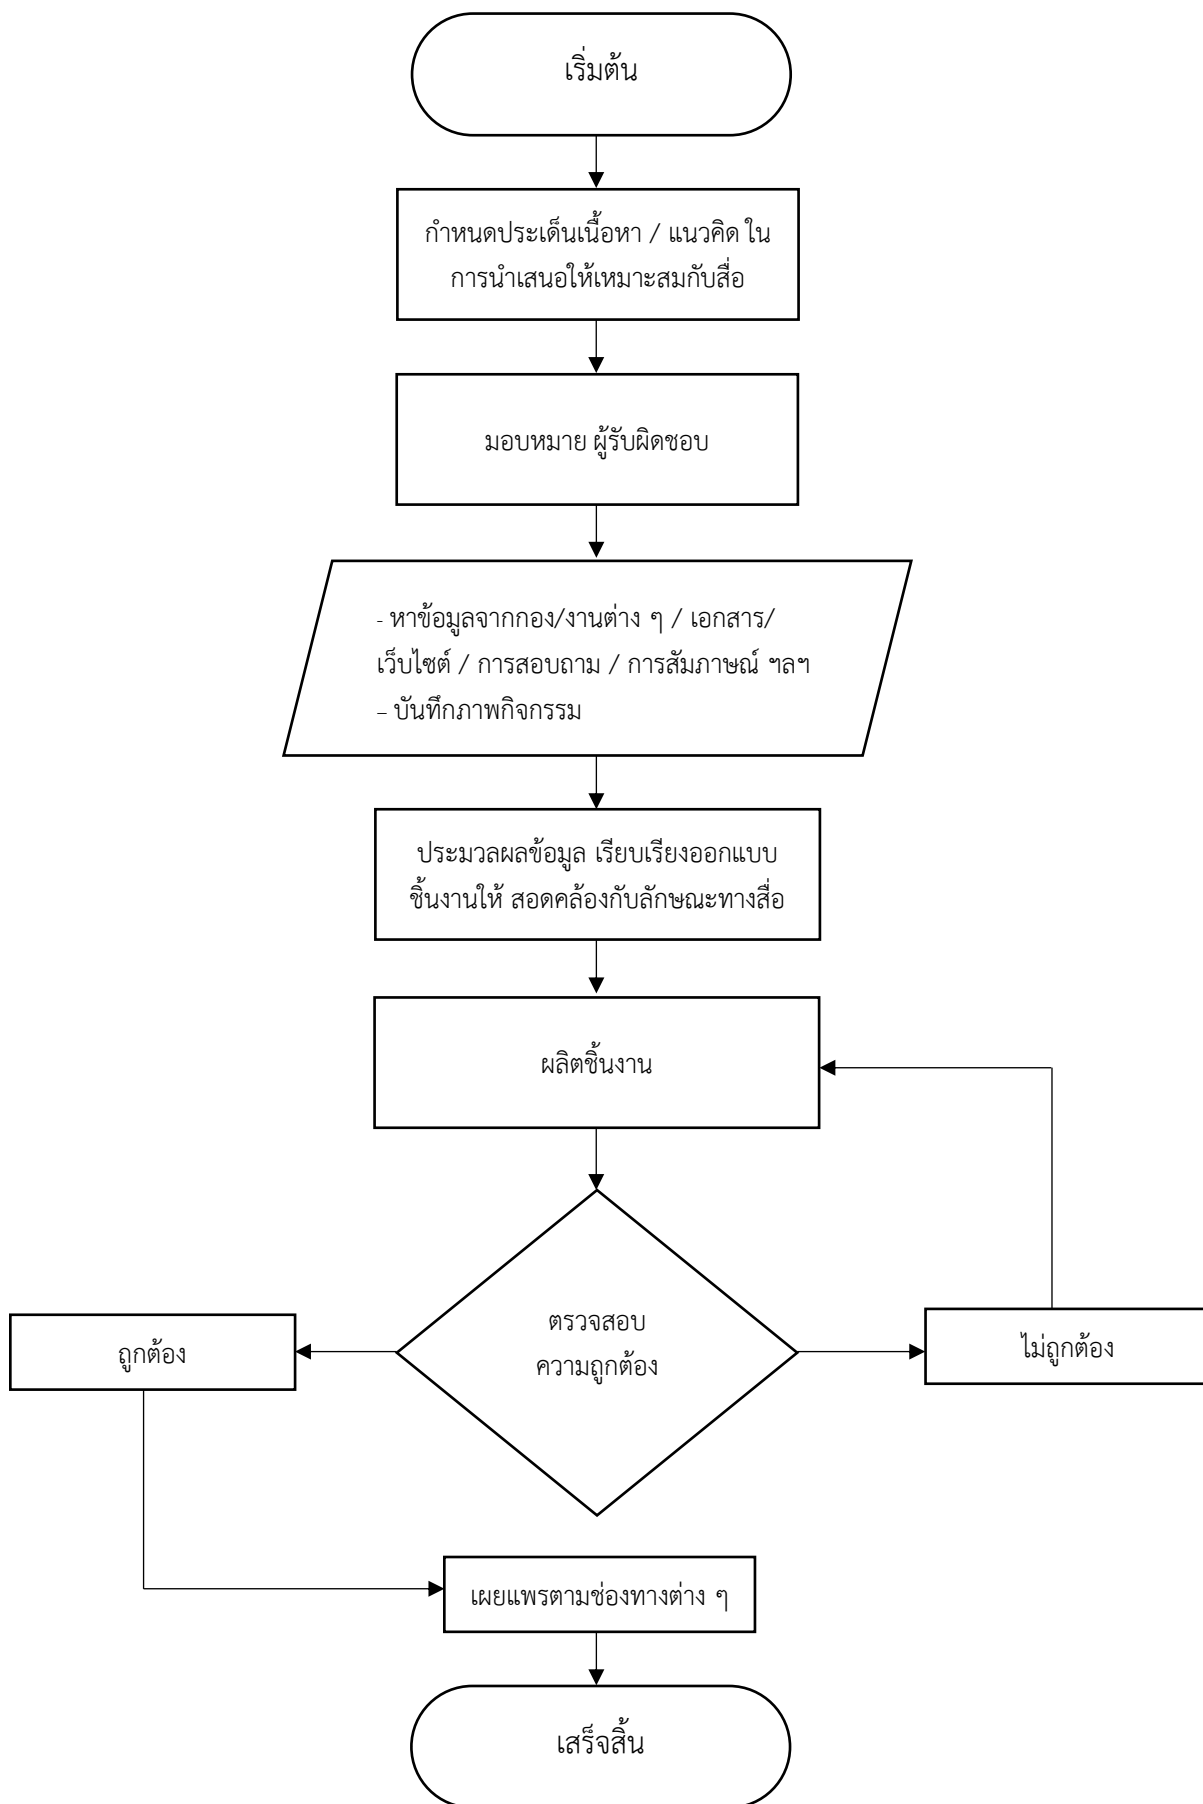 เริ่มต้น
กำหนดประเด็นเนื้อหา / แนวคิด ใน
การนำเสนอให้เหมาะสมกับสื่อ
มอบหมาย ผู้รับผิดชอบ
- หาข้อมูลจากกอง/งานต่าง ๆ / เอกสาร/
เว็บไซต์ / การสอบถาม / การสัมภาษณ์ ฯลฯ
– บันทึกภาพกิจกรรม
ประมวลผลข้อมูล เรียบเรียงออกแบบ
ชิ้นงานให้ สอดคล้องกับลักษณะทางสื่อ
ผลิตชิ้นงาน
ตรวจสอบ
ความถูกต้อง
ถูกต้อง
ไม่ถูกต้อง
เผยแพรตามช่องทางต่าง ๆ
เสร็จสิ้น